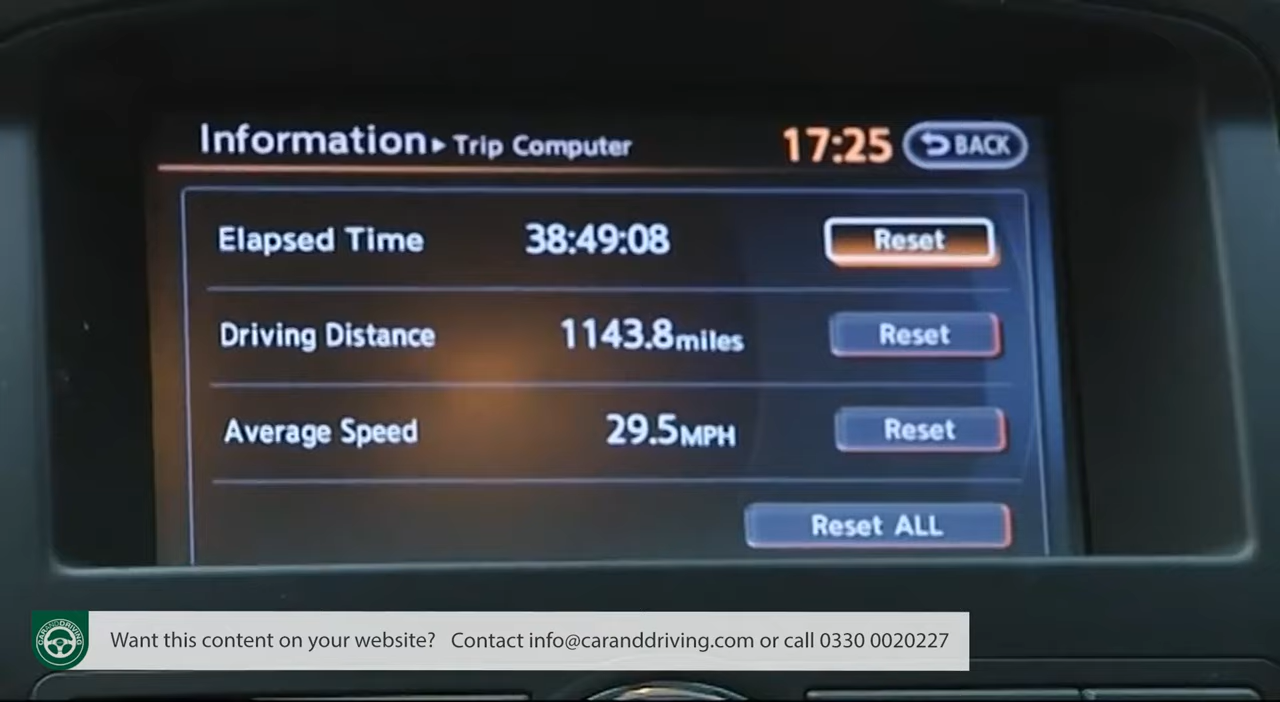 Information ▸ Trip Computer 17:25 BACK
Elapsed Time 38:49:08 Reset
Driving Distance 1143.8miles Reset
Average Speed 29.5MPH Reset
Reset ALL
CARANDDRIVING
Want this content on your website? Contact info@caranddriving.com or call 0330 0020227